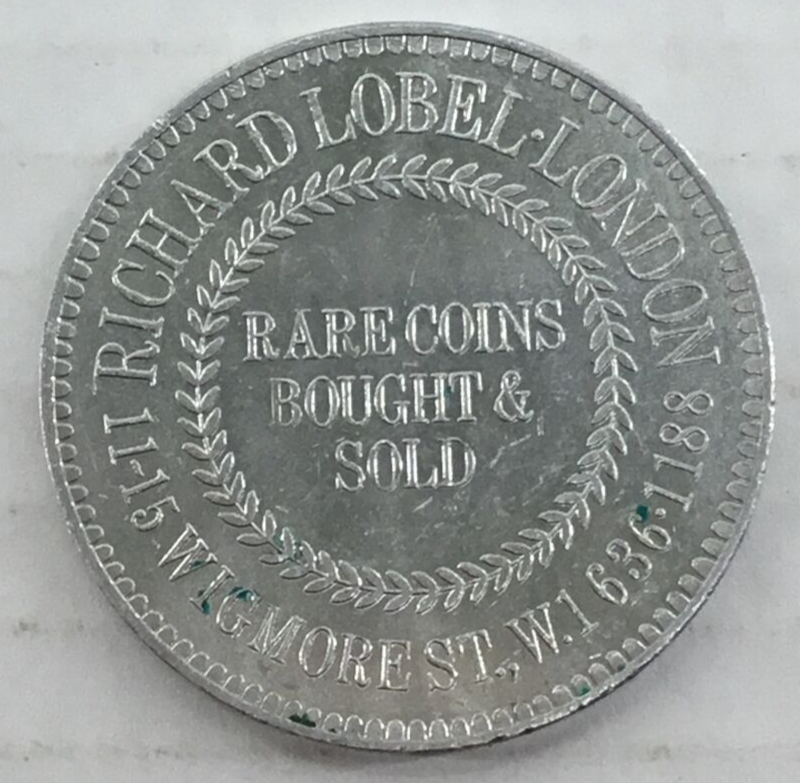 RICHARD LOBEL·LONDON
11-15 WIGMORE ST., W.1 636·1188
RARE COINS
BOUGHT &
SOLD